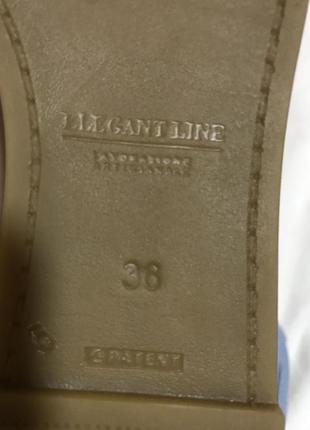 ELEGANT LINE
LAVORAZIONE
ARTIGIANALE
36
PATENT